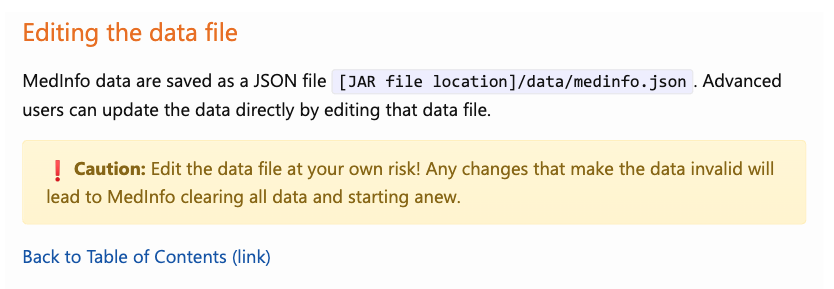 Editing the data file
MedInfo data are saved as a JSON file [JAR file location]/data/medinfo.json. Advanced
users can update the data directly by editing that data file.
❗ Caution: Edit the data file at your own risk! Any changes that make the data invalid will
lead to MedInfo clearing all data and starting anew.
Back to Table of Contents (link)